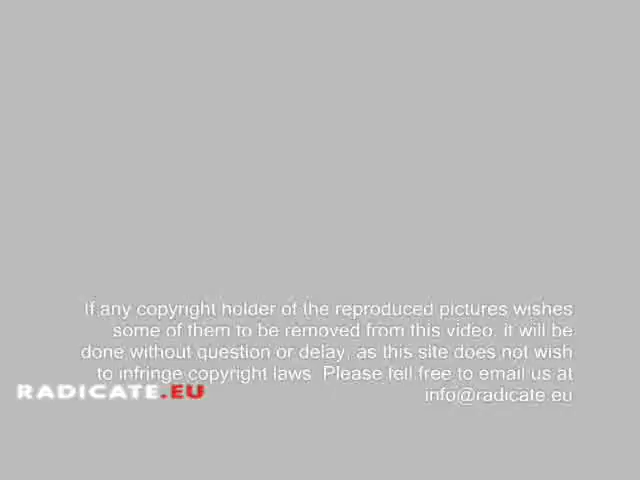 If any copyright holder of the reproduced pictures wishes
some of them to be removed from this video, it will be
done without question or delay, as this site does not wish
to infringe copyright laws. Please fell free to email us at
info@radicate.eu
RADICATE.EU